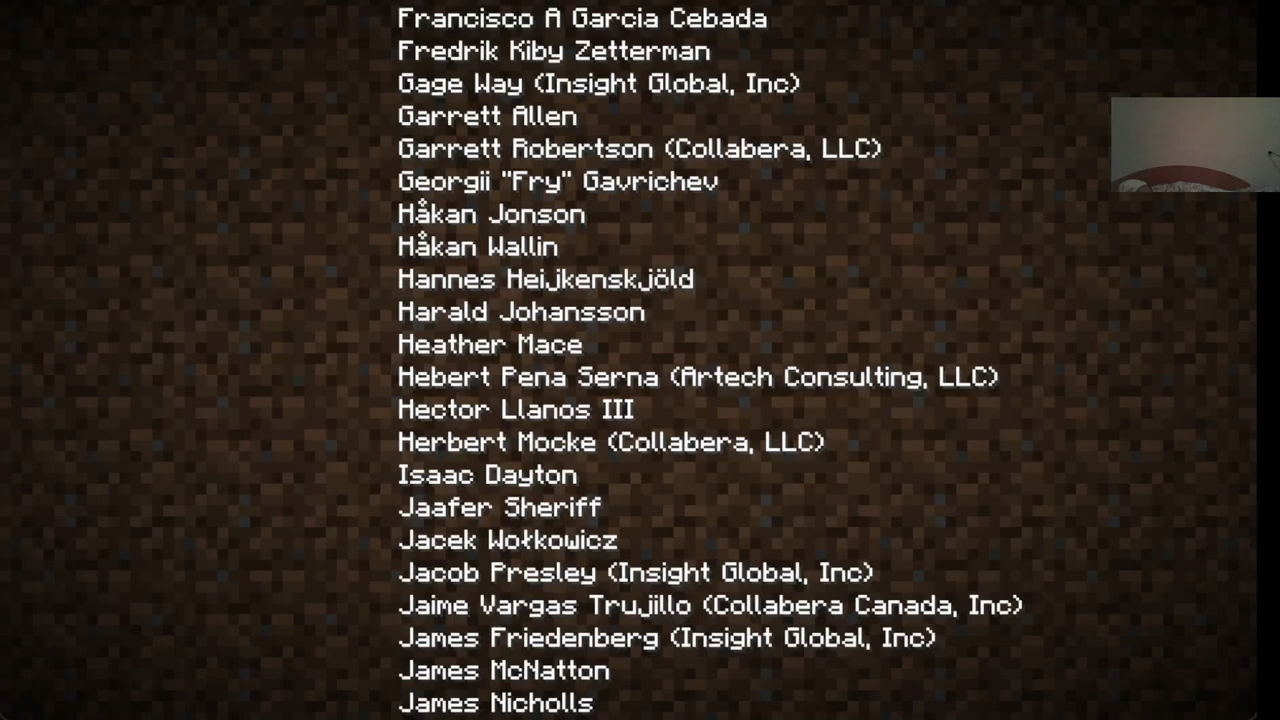 Francisco A Garcia Cebada
Fredrik Kiby Zetterman
Gage Way (Insight Global, Inc)
Garrett Allen
Garrett Robertson (Collabera, LLC)
Georgii "Fry" Gavrichev
Håkan Jonson
Håkan Wallin
Hannes Heijkenskjöld
Harald Johansson
Heather Mace
Hebert Pena Serna (Artech Consulting, LLC)
Hector Llanos III
Herbert Mocke (Collabera, LLC)
Isaac Dayton
Jaafer Sheriff
Jacek Wołkowicz
Jacob Presley (Insight Global, Inc)
Jaime Vargas Trujillo (Collabera Canada, Inc)
James Friedenberg (Insight Global, Inc)
James McNatton
James Nicholls